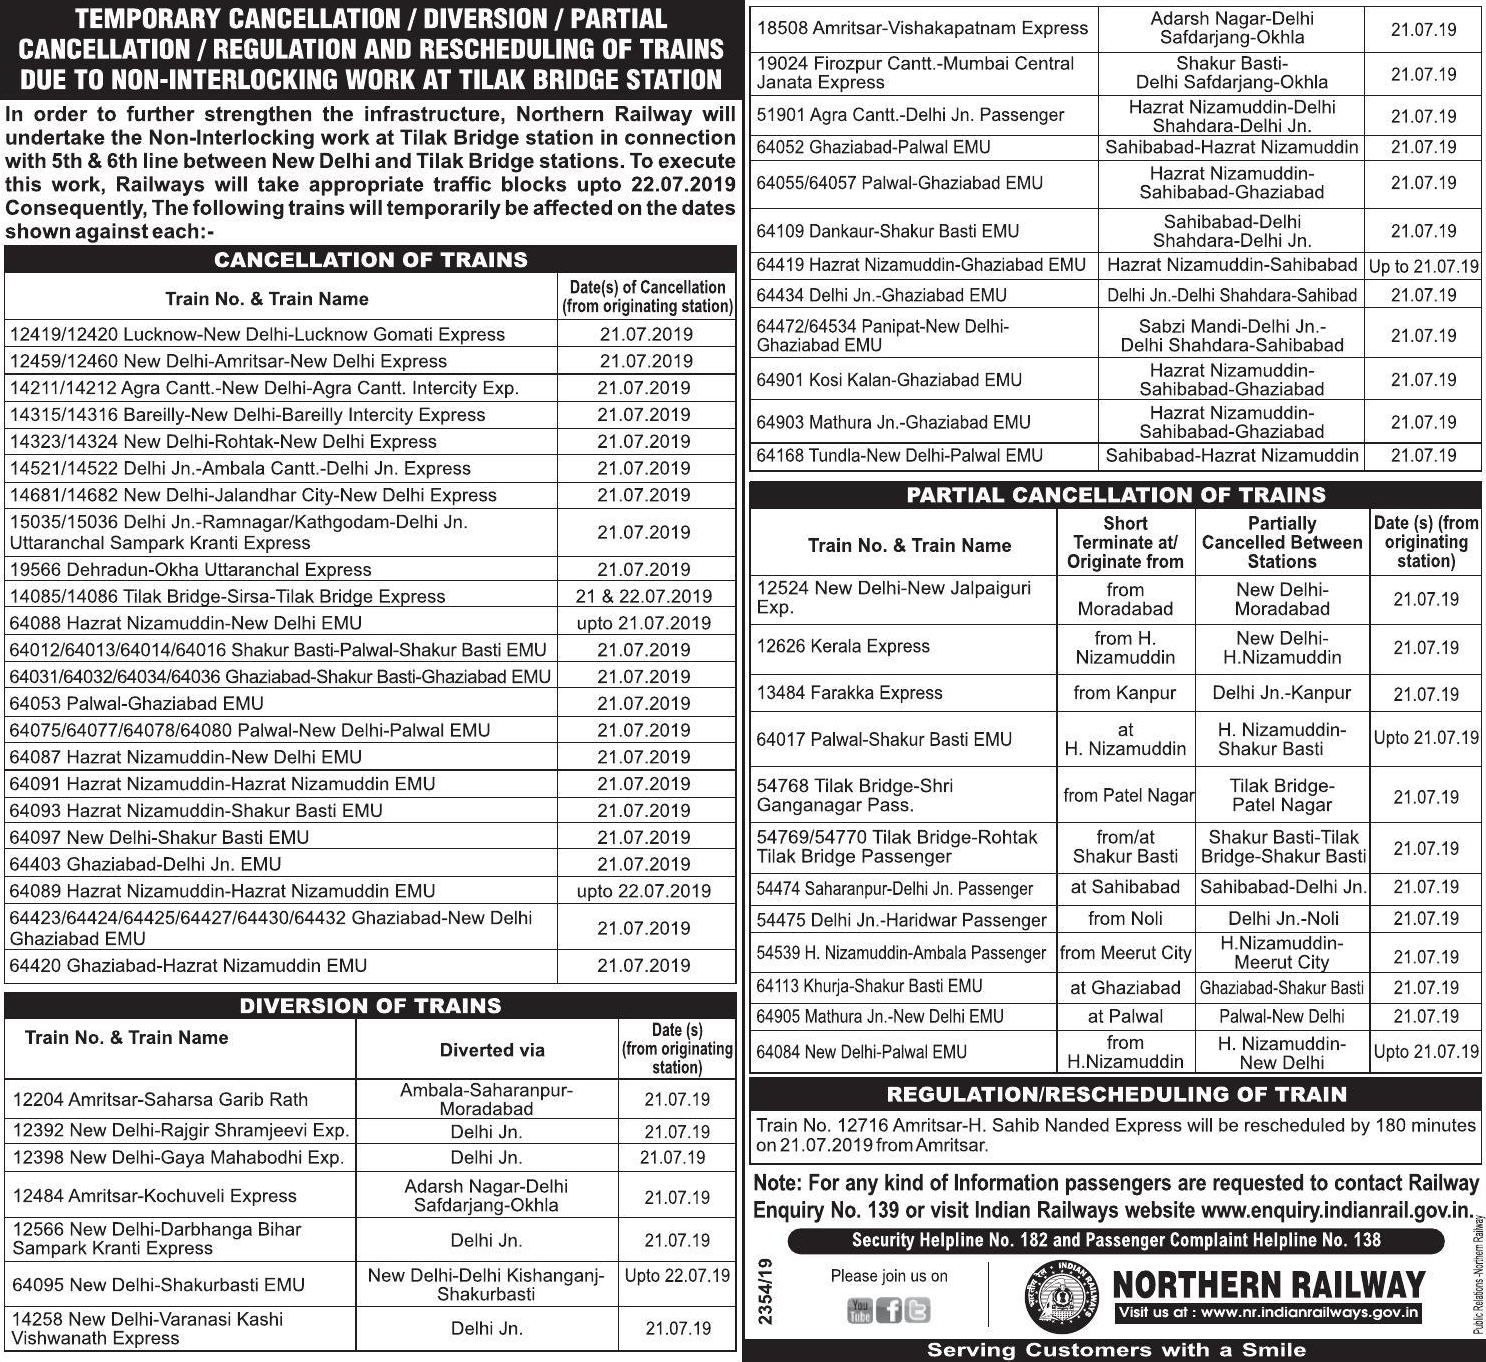 TEMPORARY CANCELLATION / DIVERSION / PARTIAL
CANCELLATION / REGULATION AND RESCHEDULING OF TRAINS
DUE TO NON-INTERLOCKING WORK AT TILAK BRIDGE STATION
In order to further strengthen the infrastructure, Northern Railway will
undertake the Non-Interlocking work at Tilak Bridge station in connection
with 5th & 6th line between New Delhi and Tilak Bridge stations. To execute
this work, Railways will take appropriate traffic blocks upto 22.07.2019
Consequently, The following trains will temporarily be affected on the dates
shown against each:-
CANCELLATION OF TRAINS
Train No. & Train Name
Date(s) of Cancellation
(from originating station)
12419/12420 Lucknow-New Delhi-Lucknow Gomati Express 21.07.2019
12459/12460 New Delhi-Amritsar-New Delhi Express 21.07.2019
14211/14212 Agra Cantt.-New Delhi-Agra Cantt. Intercity Exp. 21.07.2019
14315/14316 Bareilly-New Delhi-Bareilly Intercity Express 21.07.2019
14323/14324 New Delhi-Rohtak-New Delhi Express 21.07.2019
14521/14522 Delhi Jn.-Ambala Cantt.-Delhi Jn. Express 21.07.2019
14681/14682 New Delhi-Jalandhar City-New Delhi Express 21.07.2019
15035/15036 Delhi Jn.-Ramnagar/Kathgodam-Delhi Jn.
Uttaranchal Sampark Kranti Express
21.07.2019
19566 Dehradun-Okha Uttaranchal Express 21.07.2019
14085/14086 Tilak Bridge-Sirsa-Tilak Bridge Express 21 & 22.07.2019
64088 Hazrat Nizamuddin-New Delhi EMU upto 21.07.2019
64012/64013/64014/64016 Shakur Basti-Palwal-Shakur Basti EMU 21.07.2019
64031/64032/64034/64036 Ghaziabad-Shakur Basti-Ghaziabad EMU 21.07.2019
64053 Palwal-Ghaziabad EMU 21.07.2019
64075/64077/64078/64080 Palwal-New Delhi-Palwal EMU 21.07.2019
64087 Hazrat Nizamuddin-New Delhi EMU 21.07.2019
64091 Hazrat Nizamuddin-Hazrat Nizamuddin EMU 21.07.2019
64093 Hazrat Nizamuddin-Shakur Basti EMU 21.07.2019
64097 New Delhi-Shakur Basti EMU 21.07.2019
64403 Ghaziabad-Delhi Jn. EMU 21.07.2019
64089 Hazrat Nizamuddin-Hazrat Nizamuddin EMU upto 22.07.2019
64423/64424/64425/64427/64430/64432 Ghaziabad-New Delhi
Ghaziabad EMU
21.07.2019
64420 Ghaziabad-Hazrat Nizamuddin EMU 21.07.2019
DIVERSION OF TRAINS
Train No. & Train Name
Diverted via
Date (s)
(from originating
station)
12204 Amritsar-Saharsa Garib Rath
Ambala-Saharanpur-
Moradabad
21.07.19
12392 New Delhi-Rajgir Shramjeevi Exp. Delhi Jn. 21.07.19
12398 New Delhi-Gaya Mahabodhi Exp. Delhi Jn. 21.07.19
12484 Amritsar-Kochuveli Express
Adarsh Nagar-Delhi
Safdarjang-Okhla
21.07.19
12566 New Delhi-Darbhanga Bihar
Sampark Kranti Express
Delhi Jn. 21.07.19
64095 New Delhi-Shakurbasti EMU
New Delhi-Delhi Kishanganj-
Shakurbasti
Upto 22.07.19
14258 New Delhi-Varanasi Kashi
Vishwanath Express
Delhi Jn. 21.07.19
18508 Amritsar-Vishakapatnam Express
Adarsh Nagar-Delhi
Safdarjang-Okhla
21.07.19
19024 Firozpur Cantt.-Mumbai Central
Janata Express
Shakur Basti-
Delhi Safdarjang-Okhla
21.07.19
51901 Agra Cantt.-Delhi Jn. Passenger
Hazrat Nizamuddin-Delhi
Shahdara-Delhi Jn.
21.07.19
64052 Ghaziabad-Palwal EMU Sahibabad-Hazrat Nizamuddin 21.07.19
64055/64057 Palwal-Ghaziabad EMU
Hazrat Nizamuddin-
Sahibabad-Ghaziabad
21.07.19
64109 Dankaur-Shakur Basti EMU
Sahibabad-Delhi
Shahdara-Delhi Jn.
21.07.19
64419 Hazrat Nizamuddin-Ghaziabad EMU Hazrat Nizamuddin-Sahibabad Up to 21.07.19
64434 Delhi Jn.-Ghaziabad EMU Delhi Jn.-Delhi Shahdara-Sahibad 21.07.19
64472/64534 Panipat-New Delhi-
Ghaziabad EMU
Sabzi Mandi-Delhi Jn.-
Delhi Shahdara-Sahibabad
21.07.19
64901 Kosi Kalan-Ghaziabad EMU
Hazrat Nizamuddin-
Sahibabad-Ghaziabad
21.07.19
64903 Mathura Jn.-Ghaziabad EMU
Hazrat Nizamuddin-
Sahibabad-Ghaziabad
21.07.19
64168 Tundla-New Delhi-Palwal EMU Sahibabad-Hazrat Nizamuddin 21.07.19
PARTIAL CANCELLATION OF TRAINS
Train No. & Train Name
Short
Terminate at/
Originate from
Partially
Cancelled Between
Stations
Date (s) (from
originating
station)
12524 New Delhi-New Jalpaiguri
Exp.
from
Moradabad
New Delhi-
Moradabad
21.07.19
12626 Kerala Express
from H.
Nizamuddin
New Delhi-
H.Nizamuddin
21.07.19
13484 Farakka Express from Kanpur Delhi Jn.-Kanpur 21.07.19
64017 Palwal-Shakur Basti EMU
at
H. Nizamuddin
H. Nizamuddin-
Shakur Basti
Upto 21.07.19
54768 Tilak Bridge-Shri
Ganganagar Pass.
from Patel Nagar
Tilak Bridge-
Patel Nagar
21.07.19
54769/54770 Tilak Bridge-Rohtak
Tilak Bridge Passenger
from/at
Shakur Basti
Shakur Basti-Tilak
Bridge-Shakur Basti
21.07.19
54474 Saharanpur-Delhi Jn. Passenger at Sahibabad Sahibabad-Delhi Jn. 21.07.19
54475 Delhi Jn.-Haridwar Passenger from Noli Delhi Jn.-Noli 21.07.19
54539 H. Nizamuddin-Ambala Passenger from Meerut City
H.Nizamuddin-
Meerut City
21.07.19
64113 Khurja-Shakur Basti EMU at Ghaziabad Ghaziabad-Shakur Basti 21.07.19
64905 Mathura Jn.-New Delhi EMU at Palwal Palwal-New Delhi 21.07.19
64084 New Delhi-Palwal EMU
from
H.Nizamuddin
H. Nizamuddin-
New Delhi
Upto 21.07.19
REGULATION/RESCHEDULING OF TRAIN
Train No. 12716 Amritsar-H. Sahib Nanded Express will be rescheduled by 180 minutes
on 21.07.2019 from Amritsar.
Note: For any kind of Information passengers are requested to contact Railway
Enquiry No. 139 or visit Indian Railways website www.enquiry.indianrail.gov.in.
Security Helpline No. 182 and Passenger Complaint Helpline No. 138
2354/19
Please join us on
You Tube f t
INDIAN RAILWAYS
NORTHERN RAILWAY
Visit us at : www.nr.indianrailways.gov.in
Public Relations -Northern Railway
Serving Customers with a Smile